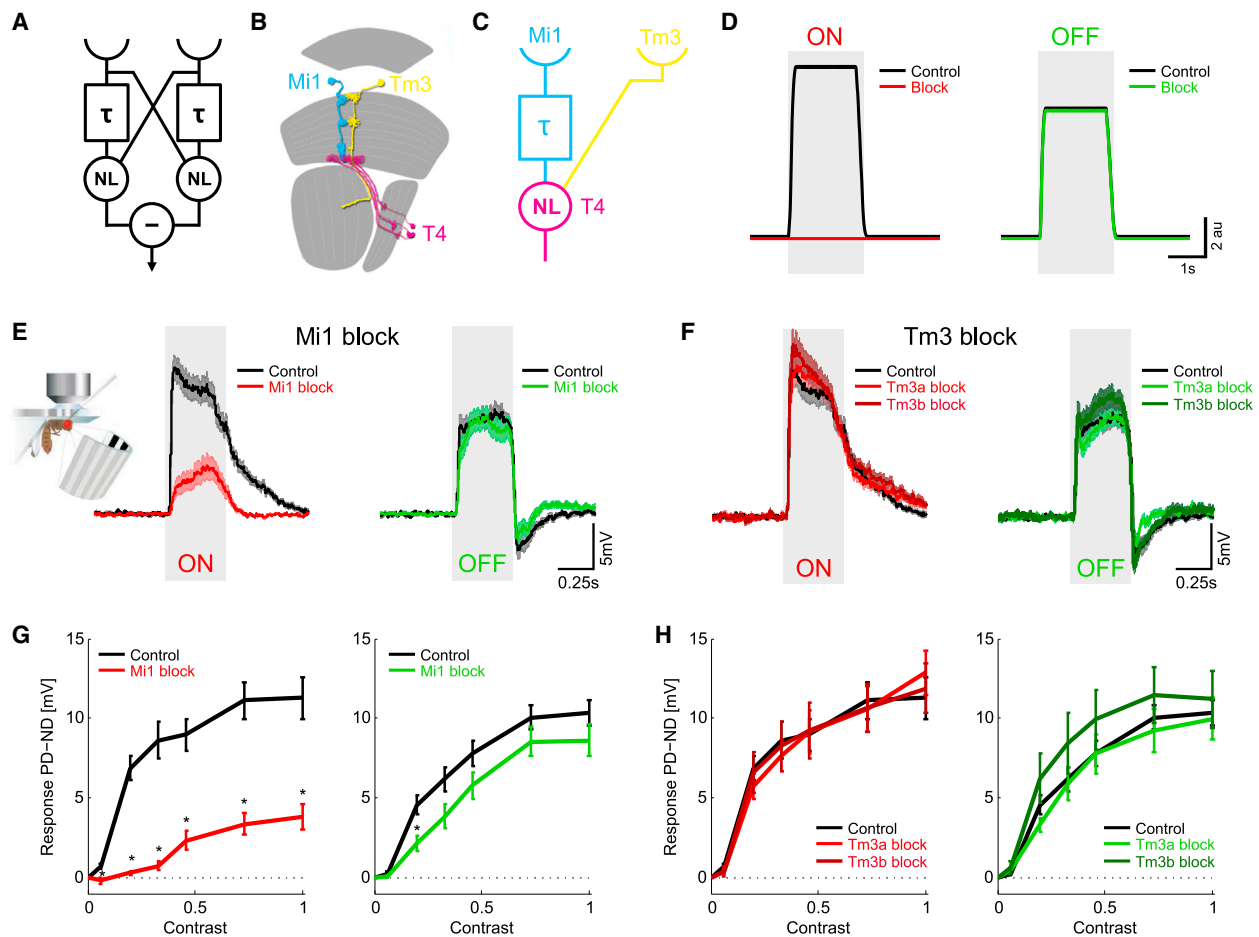 A
τ
τ
NL
NL
−
B
Mi1
Tm3
T4
C
Mi1
Tm3
τ
NL
T4
D
ON
Control
Block
OFF
Control
Block
2 au
1s
E
Mi1 block
Control
Mi1 block
ON
Control
Mi1 block
OFF
5mV
0.25s
F
Tm3 block
Control
Tm3a block
Tm3b block
ON
Control
Tm3a block
Tm3b block
OFF
5mV
0.25s
G
Response PD−ND [mV]
15
10
5
0
Control
Mi1 block
*
*
*
*
*
*
0
0.5
1
Contrast
15
10
5
0
Control
Mi1 block
*
0
0.5
1
Contrast
H
Response PD−ND [mV]
15
10
5
0
Control
Tm3a block
Tm3b block
0
0.5
1
Contrast
15
10
5
0
Control
Tm3a block
Tm3b block
0
0.5
1
Contrast